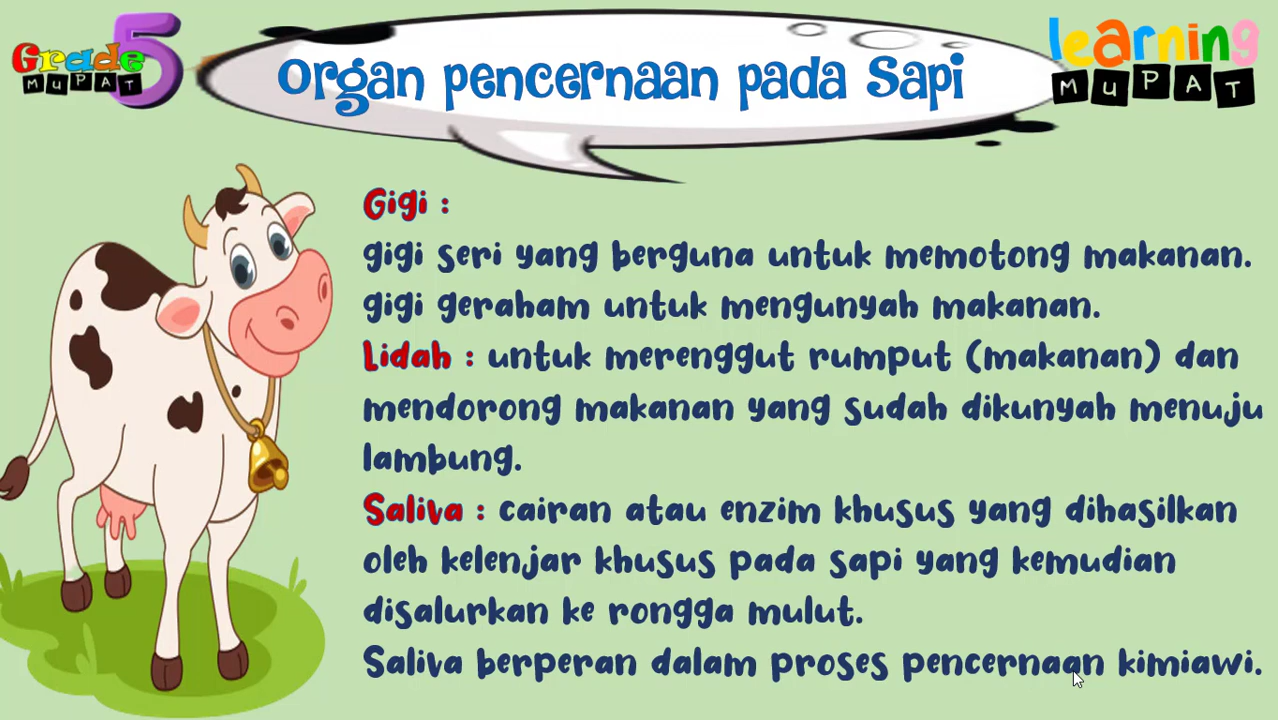 Grade 5
MUPAT
Organ pencernaan pada Sapi
learning
MUPAT
Gigi :
gigi seri yang berguna untuk memotong makanan.
gigi geraham untuk mengunyah makanan.
Lidah : untuk merenggut rumput (makanan) dan
mendorong makanan yang sudah dikunyah menuju
lambung.
Saliva : cairan atau enzim khusus yang dihasilkan
oleh kelenjar khusus pada sapi yang kemudian
disalurkan ke rongga mulut.
Saliva berperan dalam proses pencernaan kimiawi.